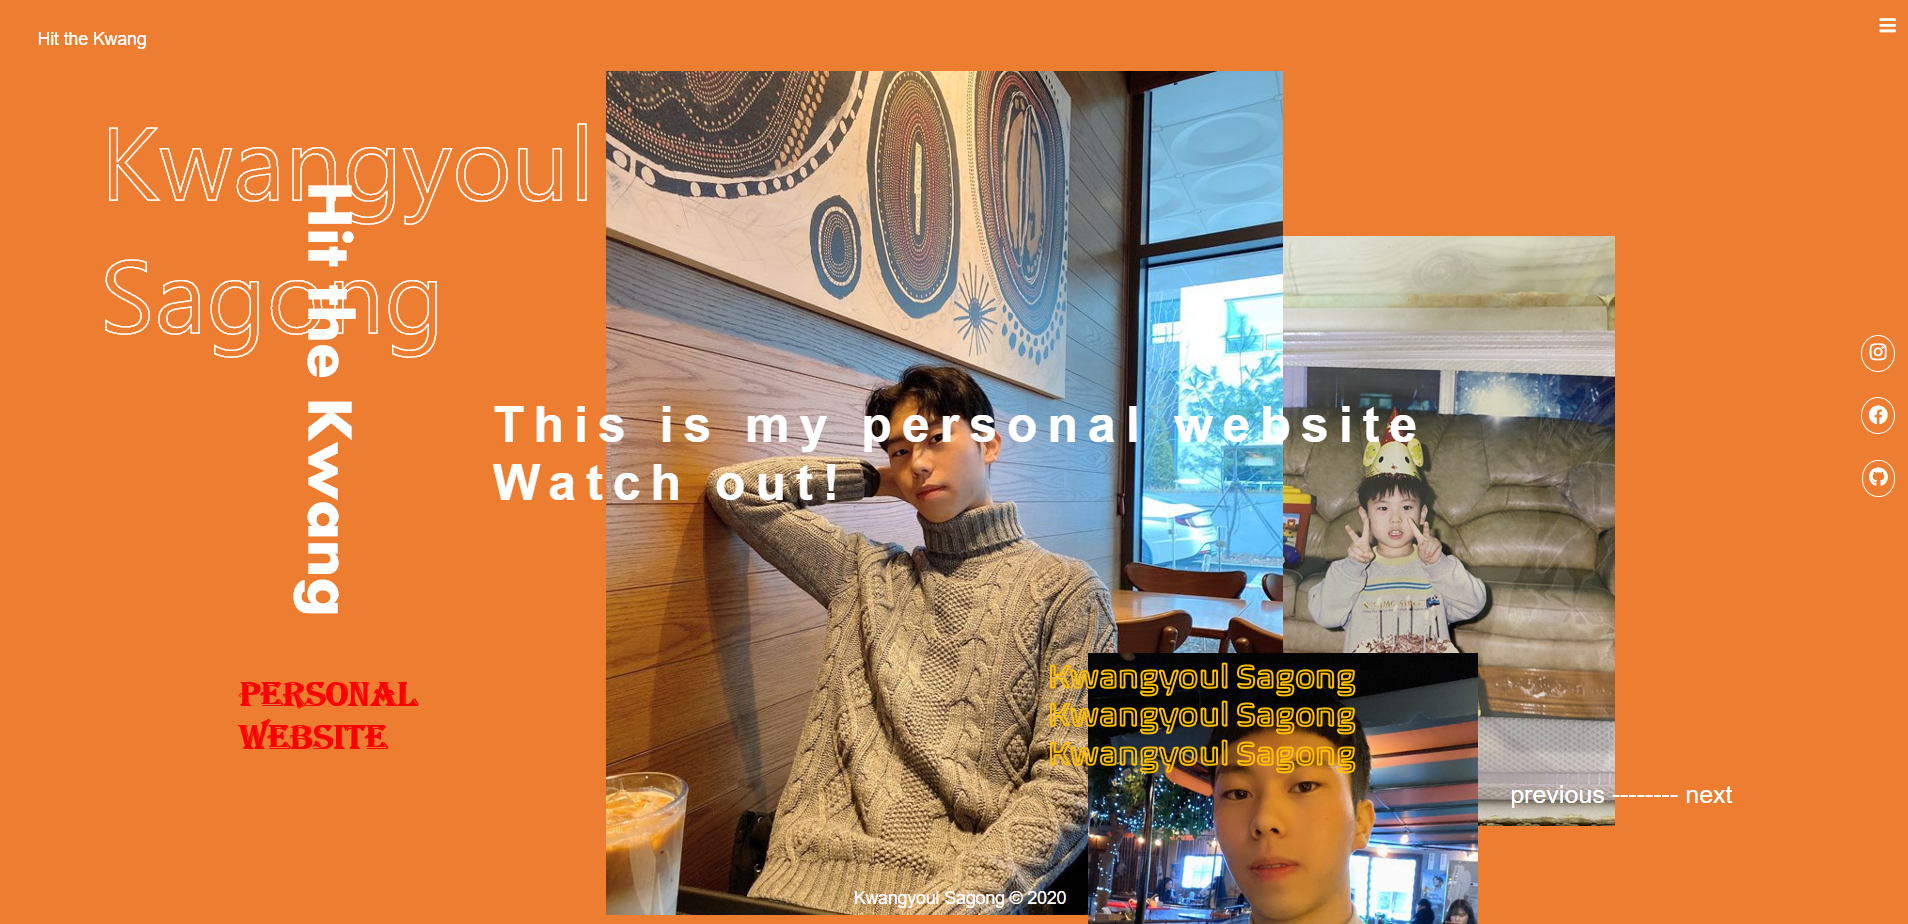 Hit the Kwang
Kwangyoul
Sagong
Hit the Kwang
This is my personal website
Watch out!
PERSONAL
WEBSITE
Kwangyoul Sagong
Kwangyoul Sagong
Kwangyoul Sagong
previous -------- next
Kwangyoul Sagong © 2020